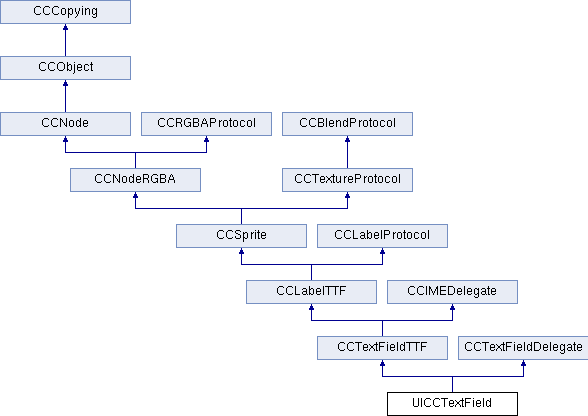 CCCopying
CCObject
CCNode
CCRGBAProtocol
CCBlendProtocol
CCNodeRGBA
CCTextureProtocol
CCSprite
CCLabelProtocol
CCLabelTTF
CCIMEDelegate
CCTextFieldTTF
CCTextFieldDelegate
UICCTextField